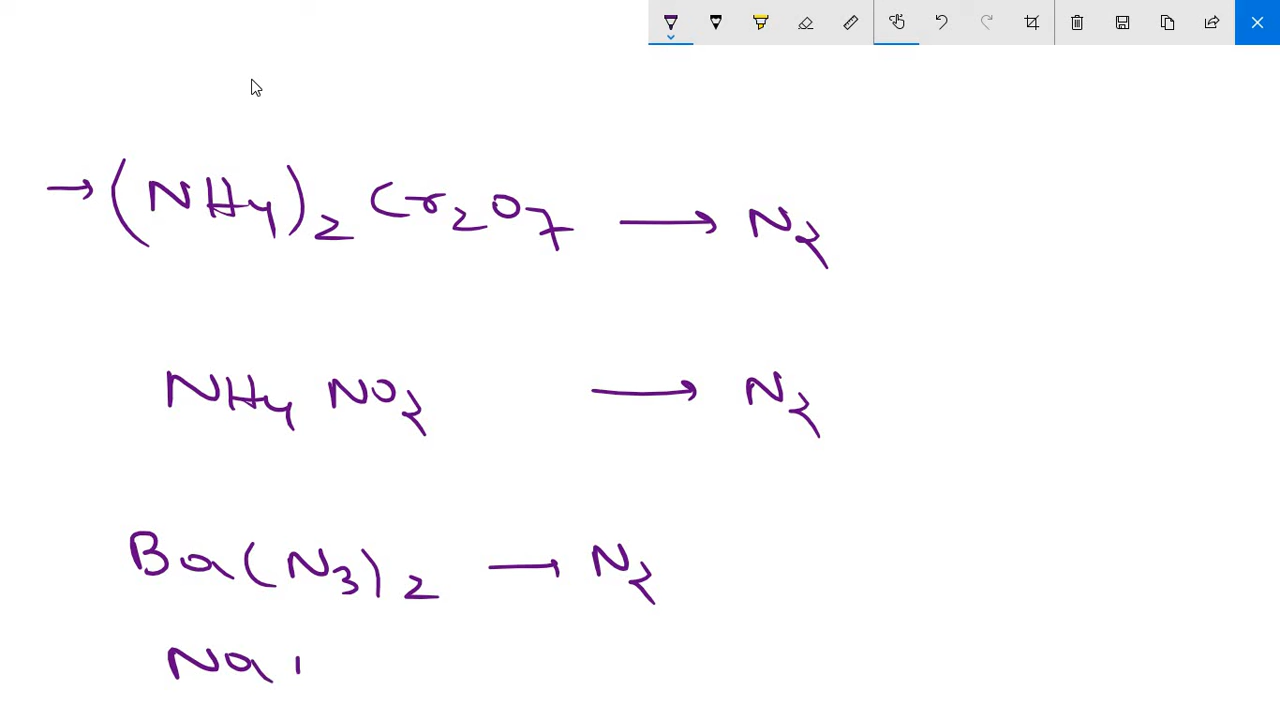 → (NH4)2 Cr2O7 → N2
NH4 NO2 → N2
Ba(N3)2 → N2
Na